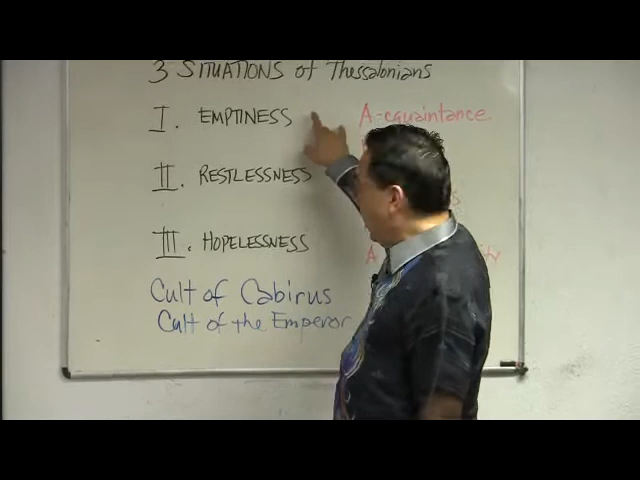 3 SITUATIONS of Thessalonians
I. EMPTINESS A-cquaintance
II. RESTLESSNESS
III. HOPELESSNESS A
Cult of Cabirus
Cult of the Emperor